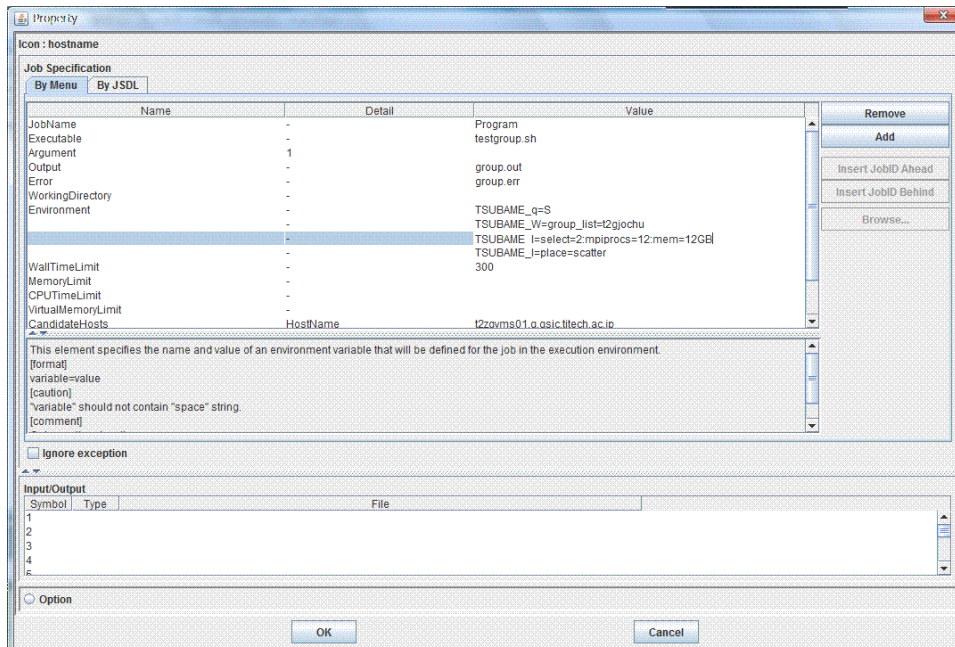 Property
Icon : hostname
Job Specification
By Menu By JSDL
Name Detail Value
JobName - Program
Executable - testgroup.sh
Argument 1
Output - group.out
Error - group.err
WorkingDirectory -
Environment - TSUBAME_q=S
- TSUBAME_W=group_list=t2gjochu
- TSUBAME_l=select=2:mpiprocs=12:mem=12GB
- TSUBAME_l=place=scatter
WallTimeLimit - 300
MemoryLimit -
CPUTimeLimit -
VirtualMemoryLimit -
CandidateHosts HostName t2zgvms01.g.gsic.titech.ac.jp
Remove
Add
Insert JobID Ahead
Insert JobID Behind
Browse...
This element specifies the name and value of an environment variable that will be defined for the job in the execution environment.
[format]
variable=value
[caution]
"variable" should not contain "space" string.
[comment]
Ignore exception
Input/Output
Symbol Type File
1
2
3
4
5
Option
OK Cancel